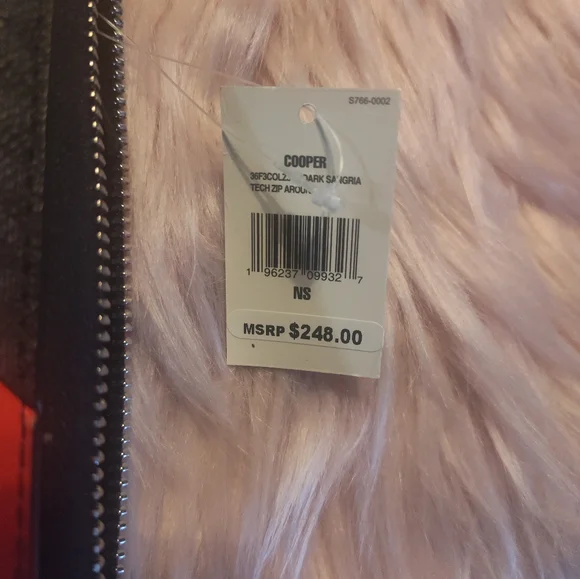 S766-0002
COOPER
DARK SANGRIA
TECH ZIP
1 96237 09932 7
NS
MSRP $248.00